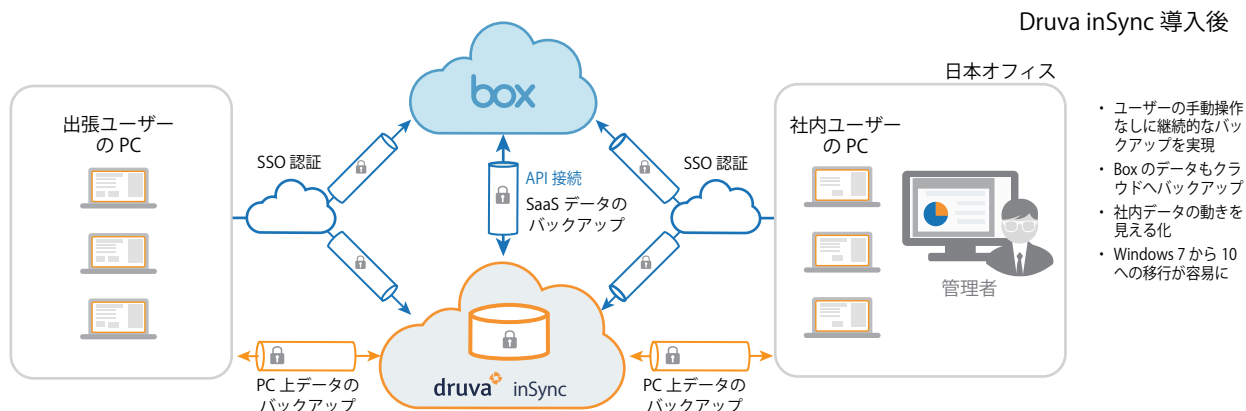 Druva inSync 導入後
日本オフィス
出張ユーザー
の PC
SSO 認証
box
API 接続
SaaS データの
バックアップ
SSO 認証
社内ユーザー
の PC
管理者
・ ユーザーの手動操作
なしに継続的なバッ
クアップを実現
・ Box のデータもクラ
ウドへバックアップ
・ 社内データの動きを
見える化
・ Windows 7 から 10
への移行が容易に
PC 上データの
バックアップ
druva inSync
PC 上データの
バックアップ